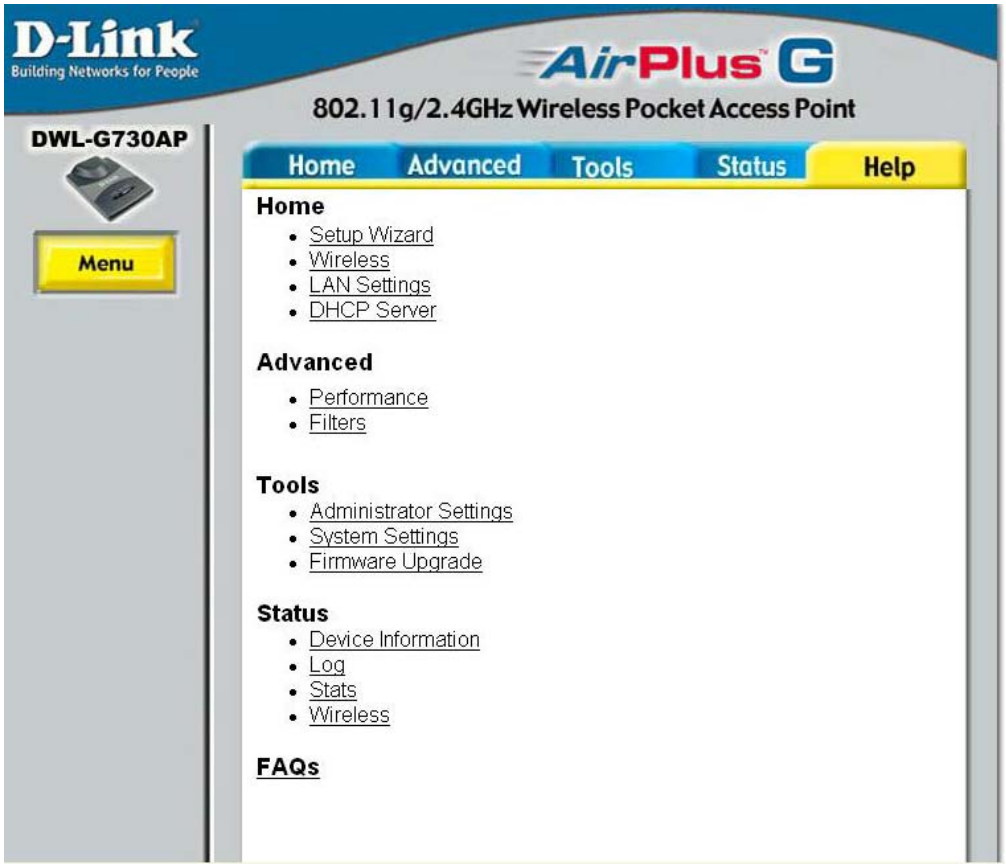 D-Link
Building Networks for People
AirPlus™ G
802.11g/2.4GHz Wireless Pocket Access Point
DWL-G730AP
Menu
Home Advanced Tools Status Help
Home
• Setup Wizard
• Wireless
• LAN Settings
• DHCP Server
Advanced
• Performance
• Filters
Tools
• Administrator Settings
• System Settings
• Firmware Upgrade
Status
• Device Information
• Log
• Stats
• Wireless
FAQs